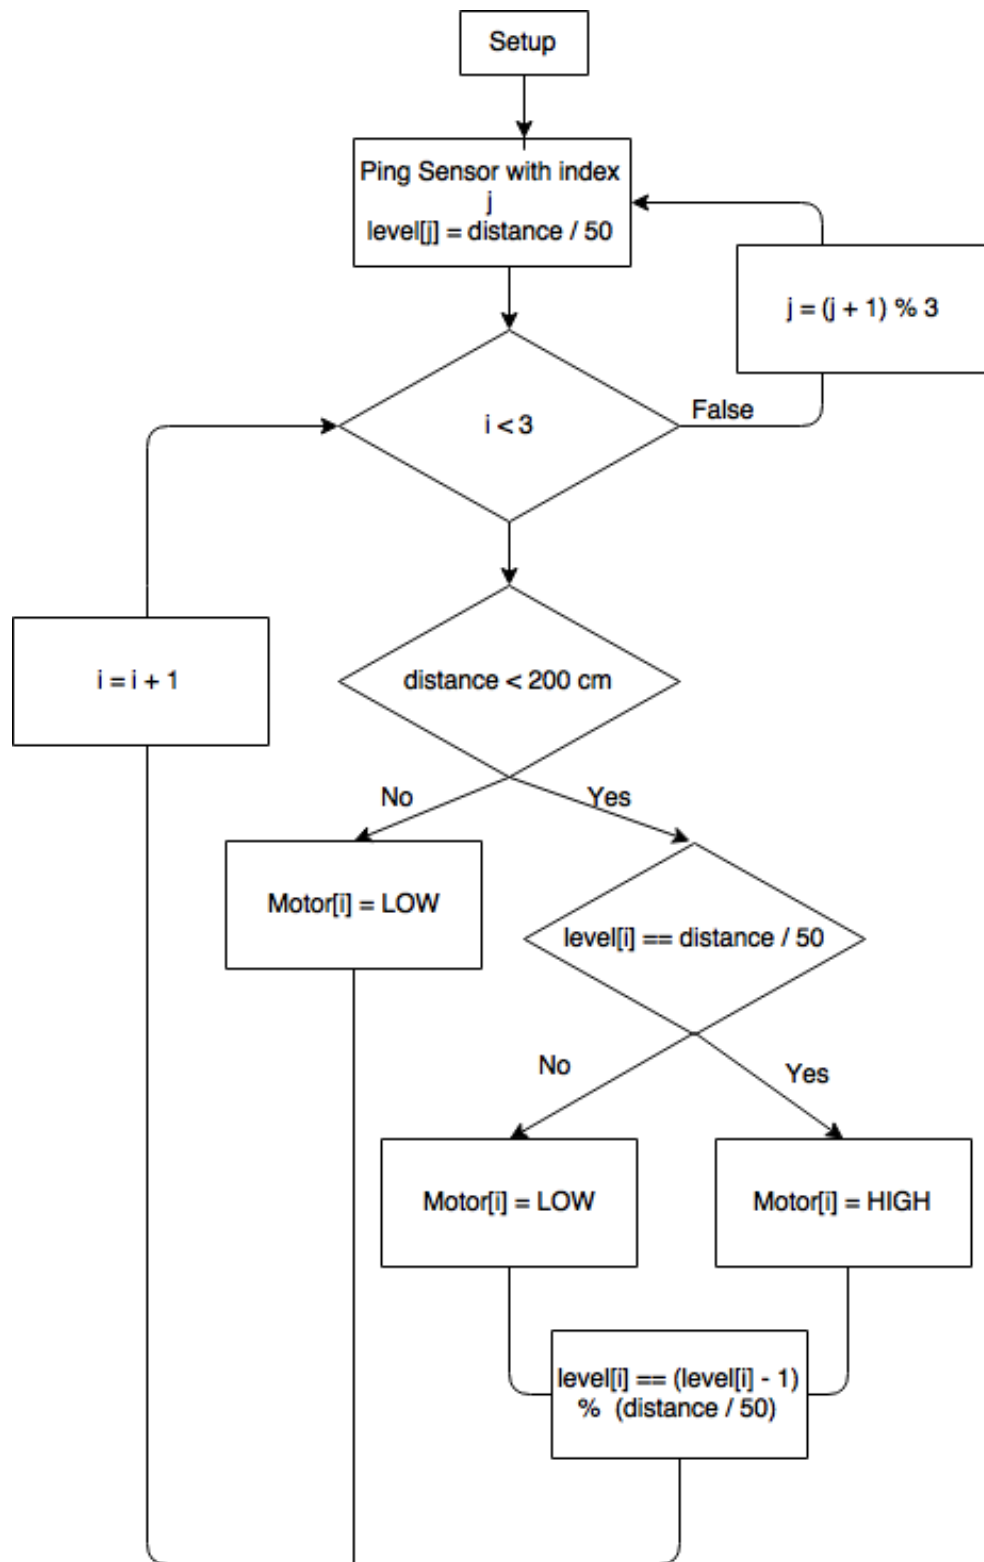 Setup
Ping Sensor with index
j
level[j] = distance / 50
j = (j + 1) % 3
False
i < 3
i = i + 1
distance < 200 cm
No
Yes
Motor[i] = LOW
level[i] == distance / 50
No
Yes
Motor[i] = LOW
Motor[i] = HIGH
level[i] == (level[i] - 1)
% (distance / 50)